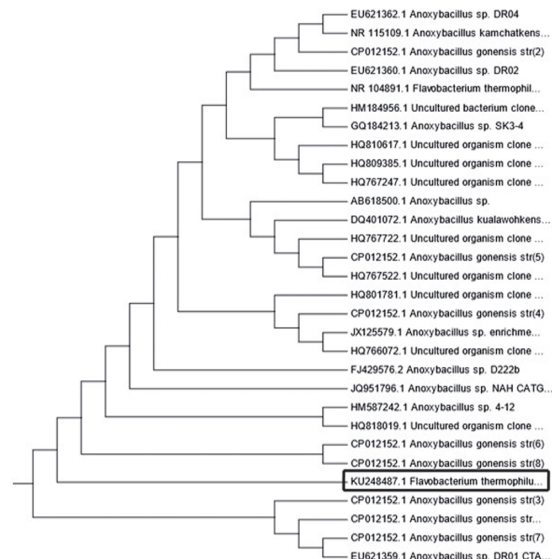 EU621362.1 Anoxybacillus sp. DR04
NR 115109.1 Anoxybacillus kamchatkens...
CP012152.1 Anoxybacillus gonensis str(2)
EU621360.1 Anoxybacillus sp. DR02
NR 104891.1 Flavobacterium thermophil...
HM184956.1 Uncultured bacterium clone...
GQ184213.1 Anoxybacillus sp. SK3-4
HQ810617.1 Uncultured organism clone ...
HQ809385.1 Uncultured organism clone ...
HQ767247.1 Uncultured organism clone ...
AB618500.1 Anoxybacillus sp.
DQ401072.1 Anoxybacillus kualawohkens...
HQ767722.1 Uncultured organism clone ...
CP012152.1 Anoxybacillus gonensis str(5)
HQ767522.1 Uncultured organism clone ...
HQ801781.1 Uncultured organism clone ...
CP012152.1 Anoxybacillus gonensis str(4)
JX125579.1 Anoxybacillus sp. enrichme...
HQ766072.1 Uncultured organism clone ...
FJ429576.2 Anoxybacillus sp. D222b
JQ951796.1 Anoxybacillus sp. NAH CATG...
HM587242.1 Anoxybacillus sp. 4-12
HQ818019.1 Uncultured organism clone ...
CP012152.1 Anoxybacillus gonensis str(6)
CP012152.1 Anoxybacillus gonensis str(8)
KU248487.1 Flavobacterium thermophilu...
CP012152.1 Anoxybacillus gonensis str(3)
CP012152.1 Anoxybacillus gonensis str...
CP012152.1 Anoxybacillus gonensis str(7)
EU621359.1 Anoxybacillus sp. DR01 CTA...